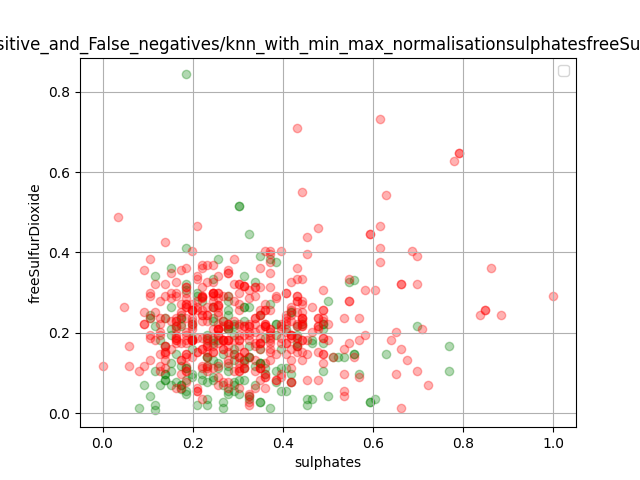 sitive_and_False_negatives/knn_with_min_max_normalisationsulphatesfreeSu
freeSulfurDioxide
0.8
0.6
0.4
0.2
0.0
0.0 0.2 0.4 0.6 0.8 1.0
sulphates